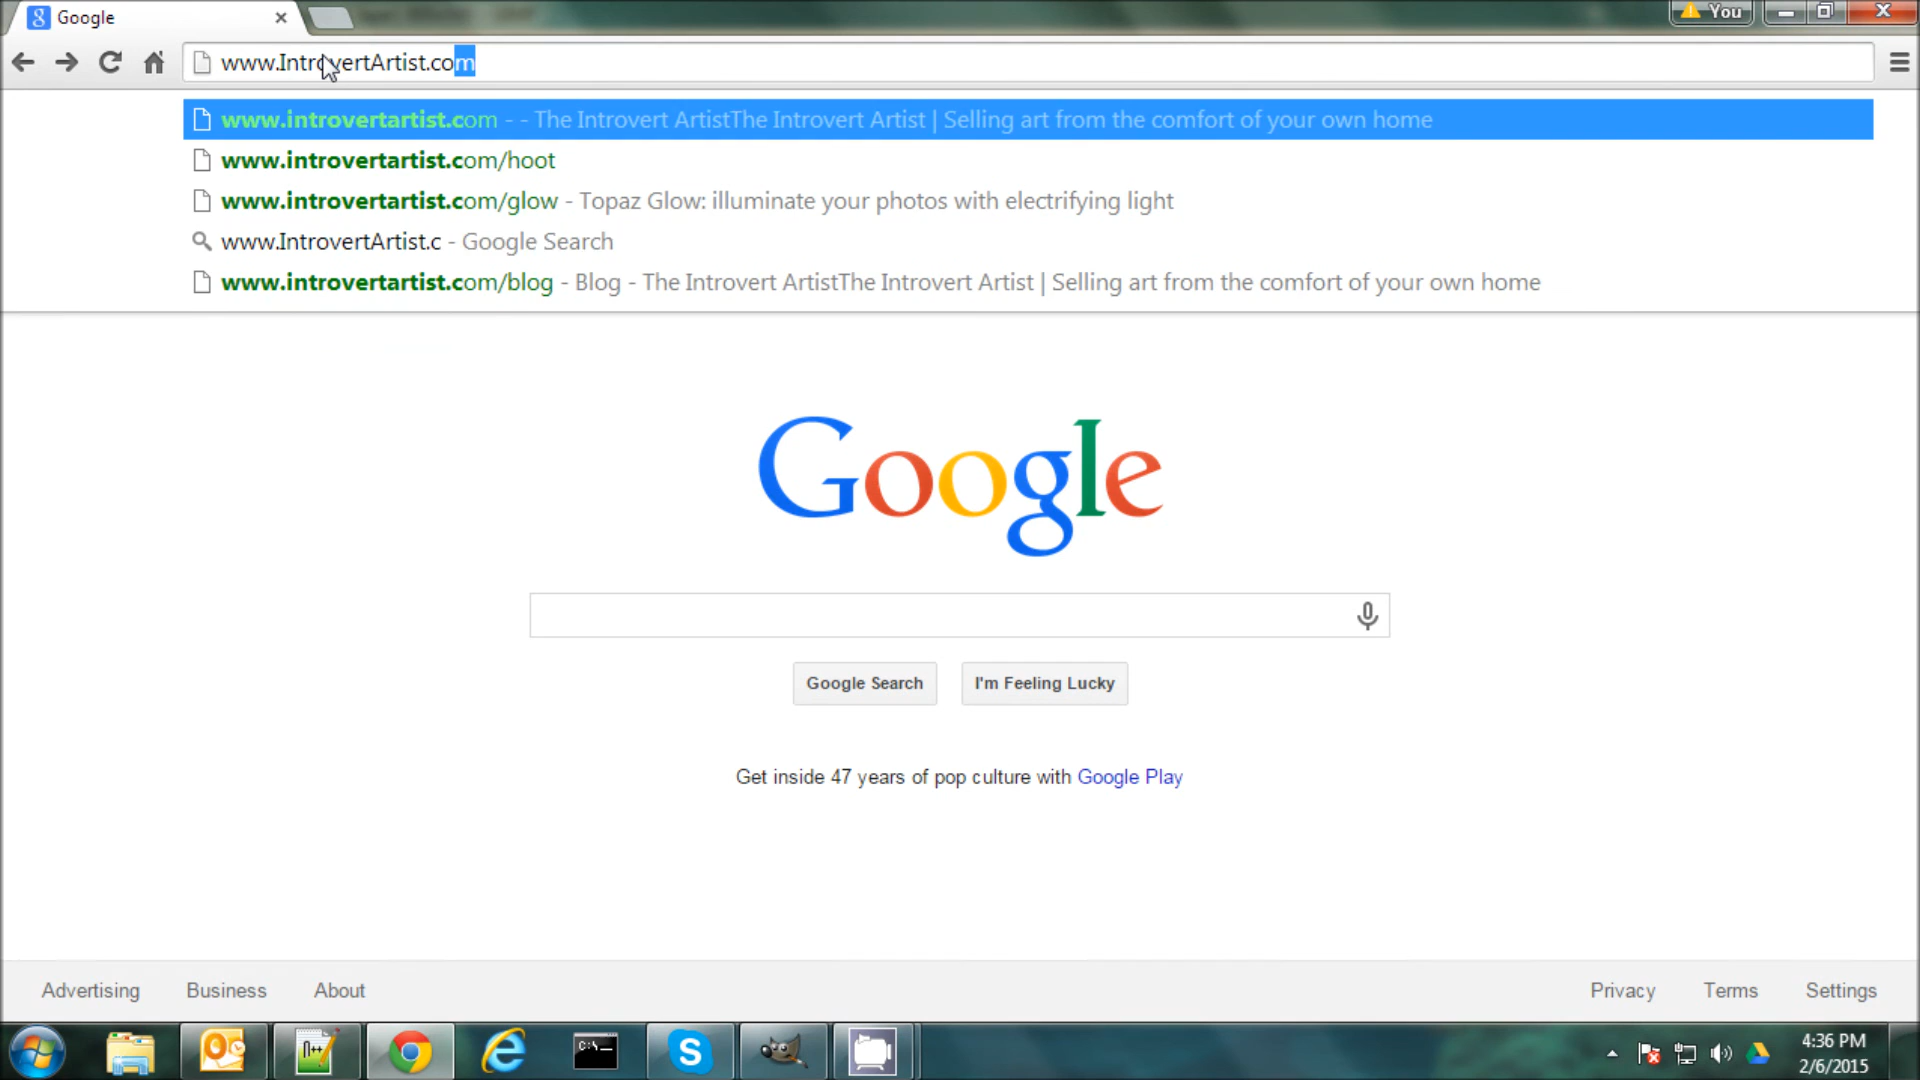 Google
You
www.IntrovertArtist.com
www.introvertartist.com - - The Introvert ArtistThe Introvert Artist | Selling art from the comfort of your own home
www.introvertartist.com/hoot
www.introvertartist.com/glow - Topaz Glow: illuminate your photos with electrifying light
www.IntrovertArtist.c - Google Search
www.introvertartist.com/blog - Blog - The Introvert ArtistThe Introvert Artist | Selling art from the comfort of your own home
Google
Google Search I'm Feeling Lucky
Get inside 47 years of pop culture with Google Play
Advertising Business About Privacy Terms Settings
4:36 PM
2/6/2015